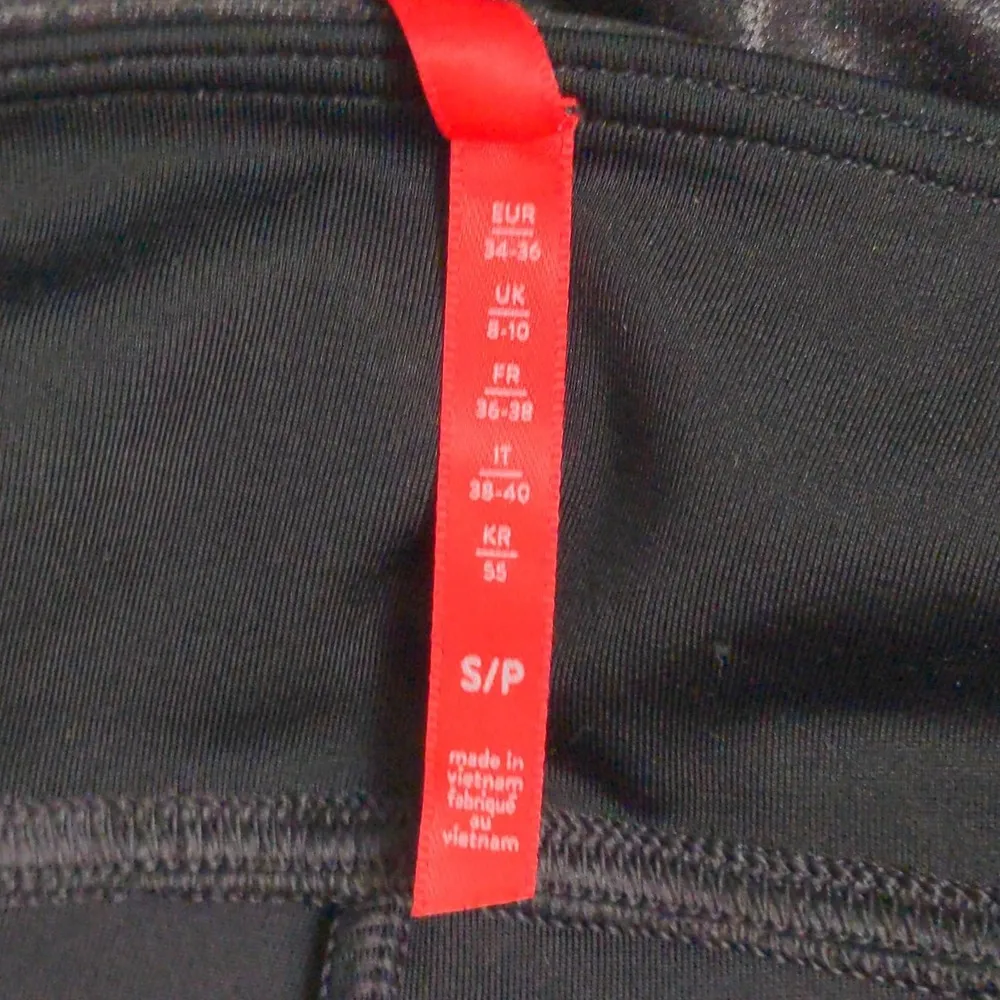 EUR
34-36
UK
8-10
FR
36-38
IT
38-40
KR
55
S/P
made in
vietnam
fabriqué
au
vietnam